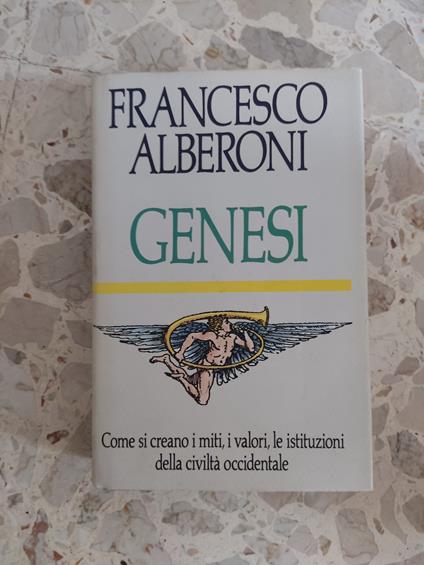 FRANCESCO
ALBERONI
GENESI
Come si creano i miti, i valori, le istituzioni
della civiltà occidentale